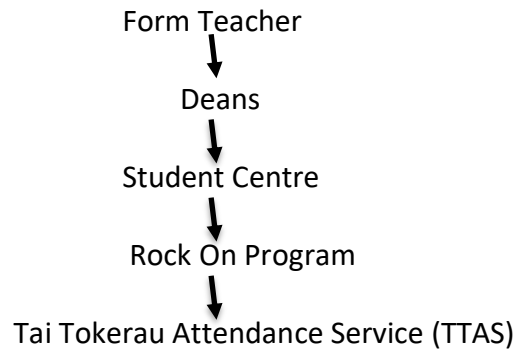 Form Teacher
Deans
Student Centre
Rock On Program
Tai Tokerau Attendance Service (TTAS)